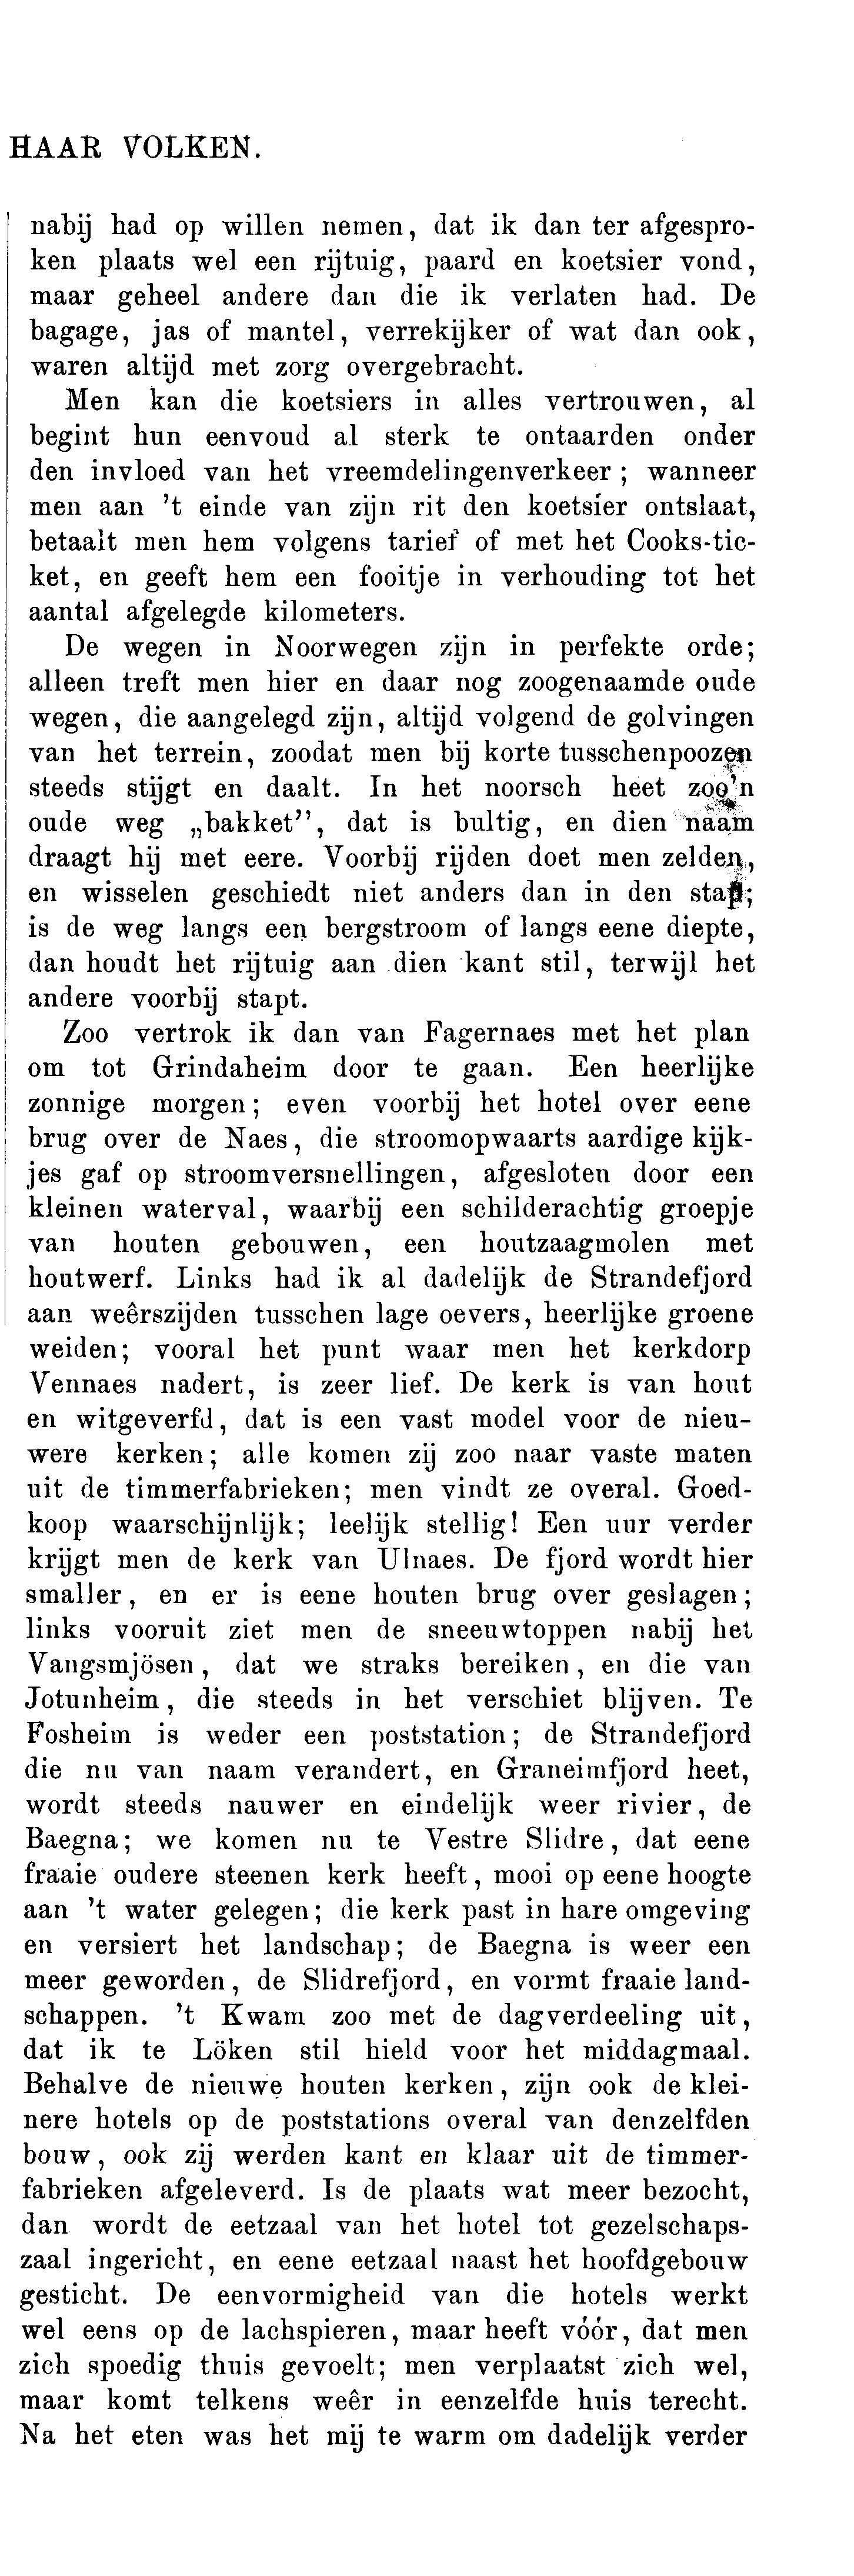 HAAR VOLKEN.
nabij had op willen nemen, dat ik dan ter afgespro-
ken plaats wel een rijtuig, paard en koetsier vond,
maar geheel andere dan die ik verlaten had. De
bagage, jas of mantel, verrekijker of wat dan ook,
waren altijd met zorg overgebracht.
Men kan die koetsiers in alles vertrouwen, al
begint hun eenvoud al sterk te ontaarden onder
den invloed van het vreemdelingenverkeer; wanneer
men aan 't einde van zijn rit den koetsier ontslaat,
betaalt men hem volgens tarief of met het Cooks-tic-
ket, en geeft hem een fooitje in verhouding tot het
aantal afgelegde kilometers.
De wegen in Noorwegen zijn in perfekte orde;
alleen treft men hier en daar nog zoogenaamde oude
wegen, die aangelegd zijn, altijd volgend de golvingen
van het terrein, zoodat men bij korte tusschenpoozen
steeds stijgt en daalt. In het noorsch heet zoo'n
oude weg „bakket”, dat is bultig, en dien naam
draagt hij met eere. Voorbij rijden doet men zelden,
en wisselen geschiedt niet anders dan in den stap;
is de weg langs een bergstroom of langs eene diepte,
dan houdt het rijtuig aan dien kant stil, terwijl het
andere voorbij stapt.
Zoo vertrok ik dan van Fagernaes met het plan
om tot Grindaheim door te gaan. Een heerlijke
zonnige morgen; even voorbij het hotel over eene
brug over de Naes, die stroomopwaarts aardige kijk-
jes gaf op stroomversnellingen, afgesloten door een
kleinen waterval, waarbij een schilderachtig groepje
van houten gebouwen, een houtzaagmolen met
houtwerf. Links had ik al dadelijk de Strandefjord
aan weêrszijden tusschen lage oevers, heerlijke groene
weiden; vooral het punt waar men het kerkdorp
Vennaes nadert, is zeer lief. De kerk is van hout
en witgeverfd, dat is een vast model voor de nieu-
were kerken; alle komen zij zoo naar vaste maten
uit de timmerfabrieken; men vindt ze overal. Goed-
koop waarschijnlijk; leelijk stellig! Een uur verder
krijgt men de kerk van Ulnaes. De fjord wordt hier
smaller, en er is eene houten brug over geslagen;
links vooruit ziet men de sneeuwtoppen nabij het
Vangsmjösen, dat we straks bereiken, en die van
Jotunheim, die steeds in het verschiet blijven. Te
Fosheim is weder een poststation; de Strandefjord
die nu van naam verandert, en Graneimfjord heet,
wordt steeds nauwer en eindelijk weer rivier, de
Baegna; we komen nu te Vestre Slidre, dat eene
fraaie oudere steenen kerk heeft, mooi op eene hoogte
aan 't water gelegen; die kerk past in hare omgeving
en versiert het landschap; de Baegna is weer een
meer geworden, de Slidrefjord, en vormt fraaie land-
schappen. 't Kwam zoo met de dagverdeeling uit,
dat ik te Löken stil hield voor het middagmaal.
Behalve de nieuwe houten kerken, zijn ook de klei-
nere hotels op de poststations overal van denzelfden
bouw, ook zij werden kant en klaar uit de timmer-
fabrieken afgeleverd. Is de plaats wat meer bezocht,
dan wordt de eetzaal van het hotel tot gezelschaps-
zaal ingericht, en eene eetzaal naast het hoofdgebouw
gesticht. De eenvormigheid van die hotels werkt
wel eens op de lachspieren, maar heeft vóór, dat men
zich spoedig thuis gevoelt; men verplaatst zich wel,
maar komt telkens weêr in eenzelfde huis terecht.
Na het eten was het mij te warm om dadelijk verder